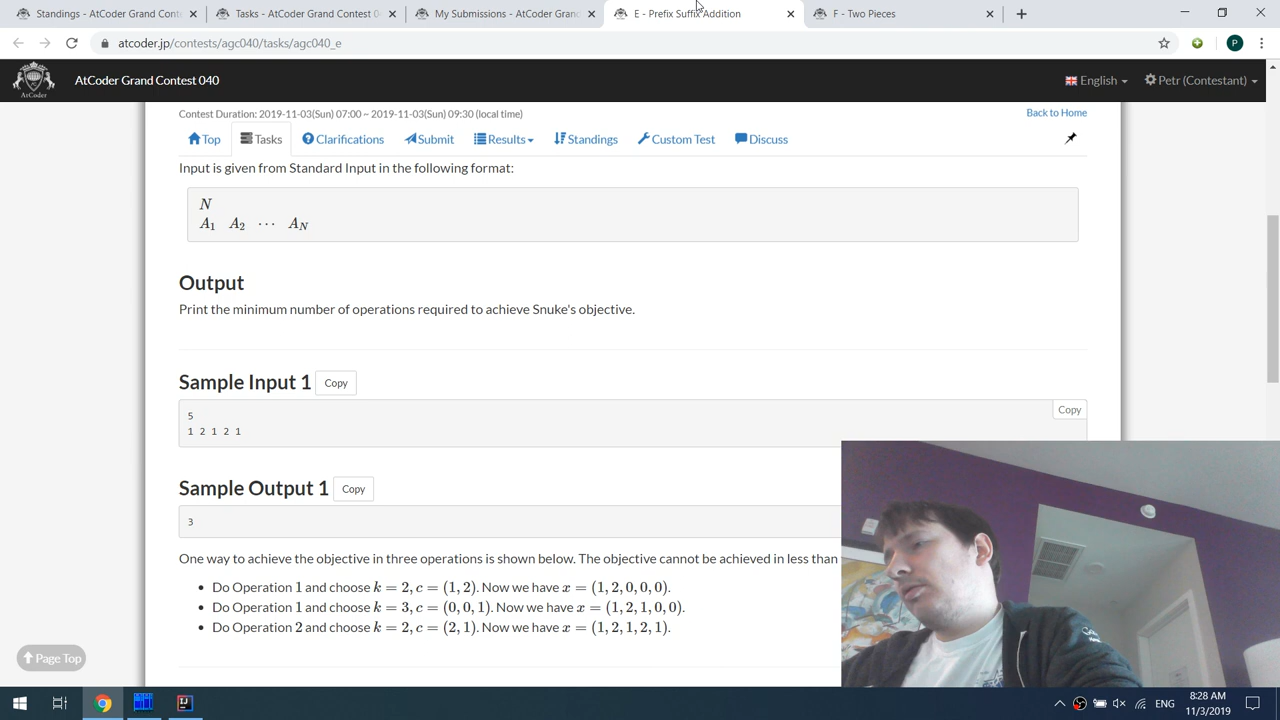 Standings - AtCoder Grand Cont
Tasks - AtCoder Grand Contest 0
My Submissions - AtCoder Gran
E - Prefix Suffix Addition
F - Two Pieces
atcoder.jp/contests/agc040/tasks/agc040_e
P
AtCoder
AtCoder Grand Contest 040
English
Petr (Contestant)
Contest Duration: 2019-11-03(Sun) 07:00 ~ 2019-11-03(Sun) 09:30 (local time)
Back to Home
Top
Tasks
Clarifications
Submit
Results
Standings
Custom Test
Discuss
Input is given from Standard Input in the following format:
N
A1 A2 ⋯ AN
Output
Print the minimum number of operations required to achieve Snuke's objective.
Sample Input 1
Copy
Copy
5
1 2 1 2 1
Sample Output 1
Copy
3
One way to achieve the objective in three operations is shown below. The objective cannot be achieved in less than
Do Operation 1 and choose k = 2, c = (1, 2). Now we have x = (1, 2, 0, 0, 0).
Do Operation 1 and choose k = 3, c = (0, 0, 1). Now we have x = (1, 2, 1, 0, 0).
Do Operation 2 and choose k = 2, c = (2, 1). Now we have x = (1, 2, 1, 2, 1).
Page Top
ENG
8:28 AM
11/3/2019